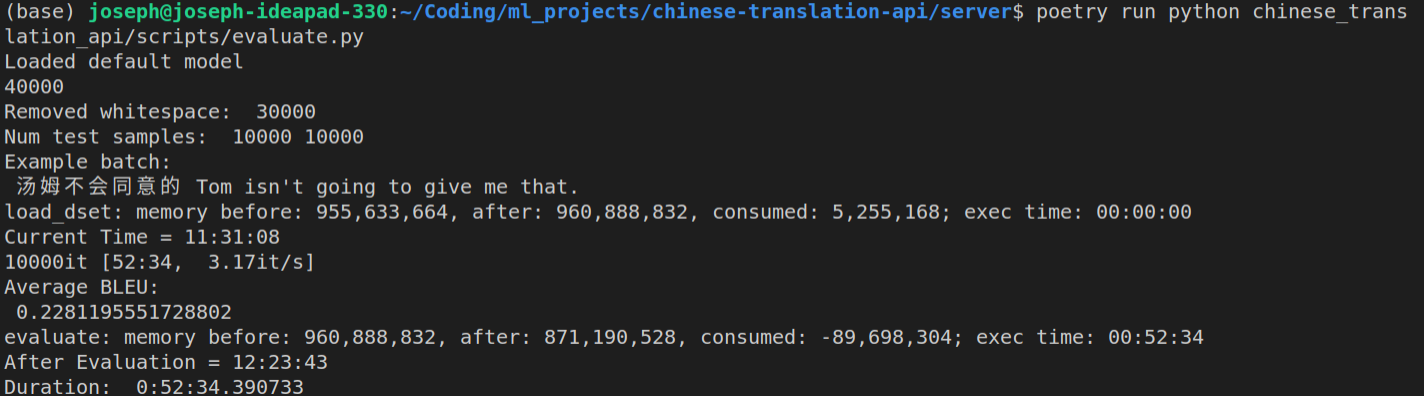 (base) joseph@joseph-ideapad-330:~/Coding/ml_projects/chinese-translation-api/server$ poetry run python chinese_trans
lation_api/scripts/evaluate.py
Loaded default model
40000
Removed whitespace:  30000
Num test samples:  10000 10000
Example batch:
 汤姆不会同意的 Tom isn't going to give me that.
load_dset: memory before: 955,633,664, after: 960,888,832, consumed: 5,255,168; exec time: 00:00:00
Current Time = 11:31:08
10000it [52:34,  3.17it/s]
Average BLEU:
 0.2281195551728802
evaluate: memory before: 960,888,832, after: 871,190,528, consumed: -89,698,304; exec time: 00:52:34
After Evaluation = 12:23:43
Duration:  0:52:34.390733